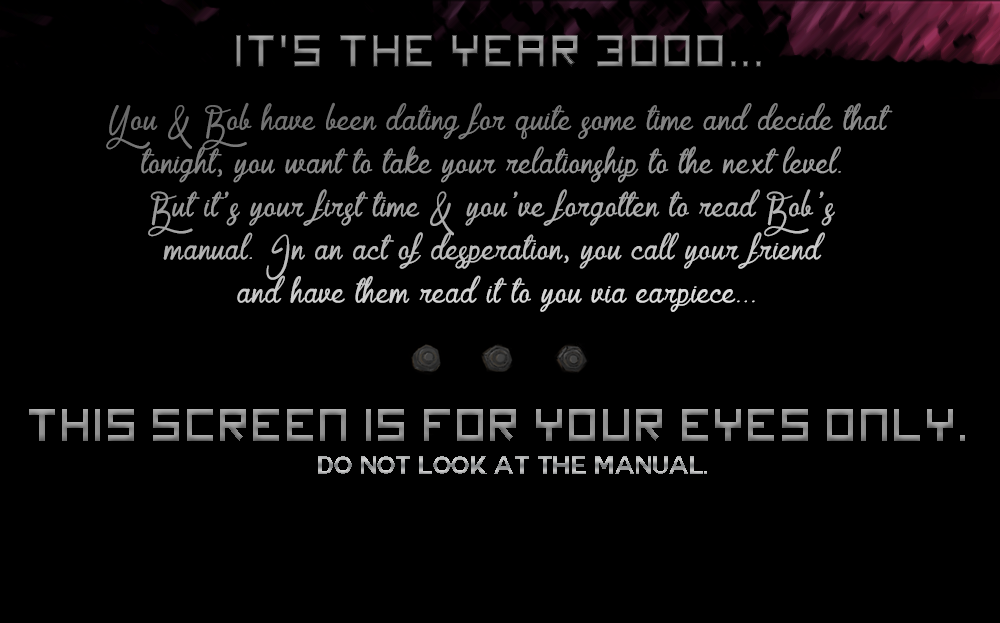 IT'S THE YEAR 3000...
You & Bob have been dating for quite some time and decide that
tonight, you want to take your relationship to the next level.
But it's your first time & you've forgotten to read Bob's
manual. In an act of desperation, you call your friend
and have them read it to you via earpiece...
THIS SCREEN IS FOR YOUR EYES ONLY.
DO NOT LOOK AT THE MANUAL.